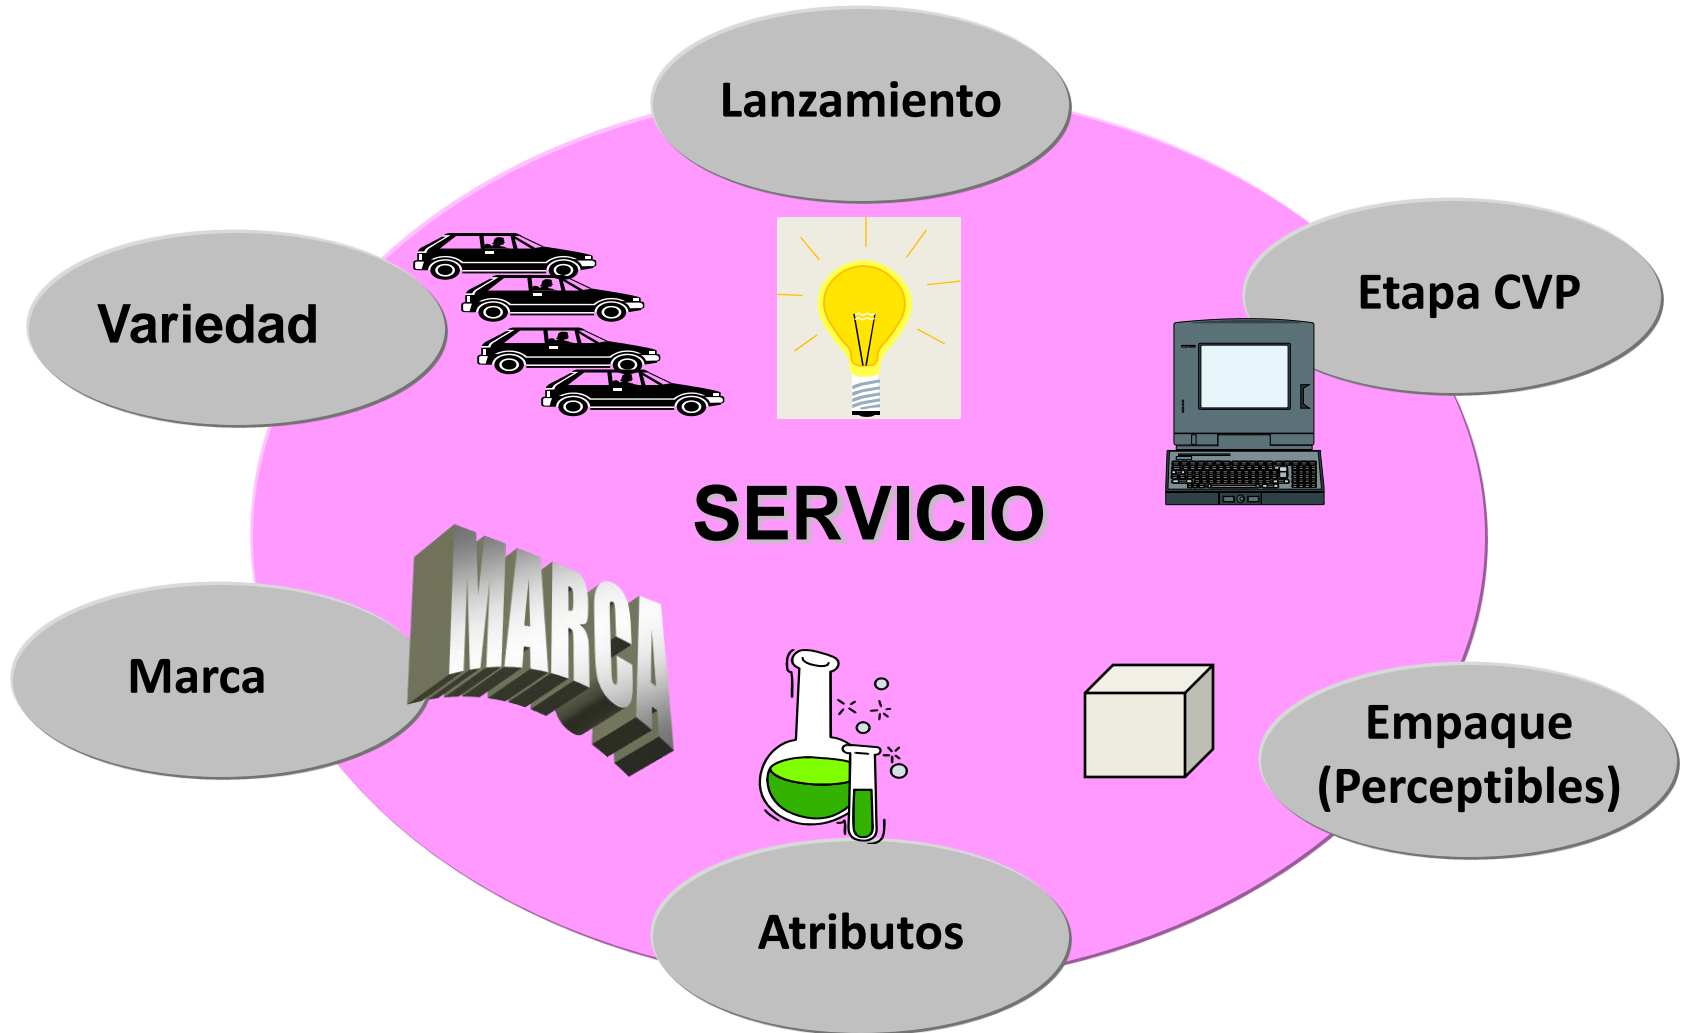 Lanzamiento
Etapa CVP
Variedad
SERVICIO
MARCA
Marca
Empaque
(Perceptibles)
Atributos